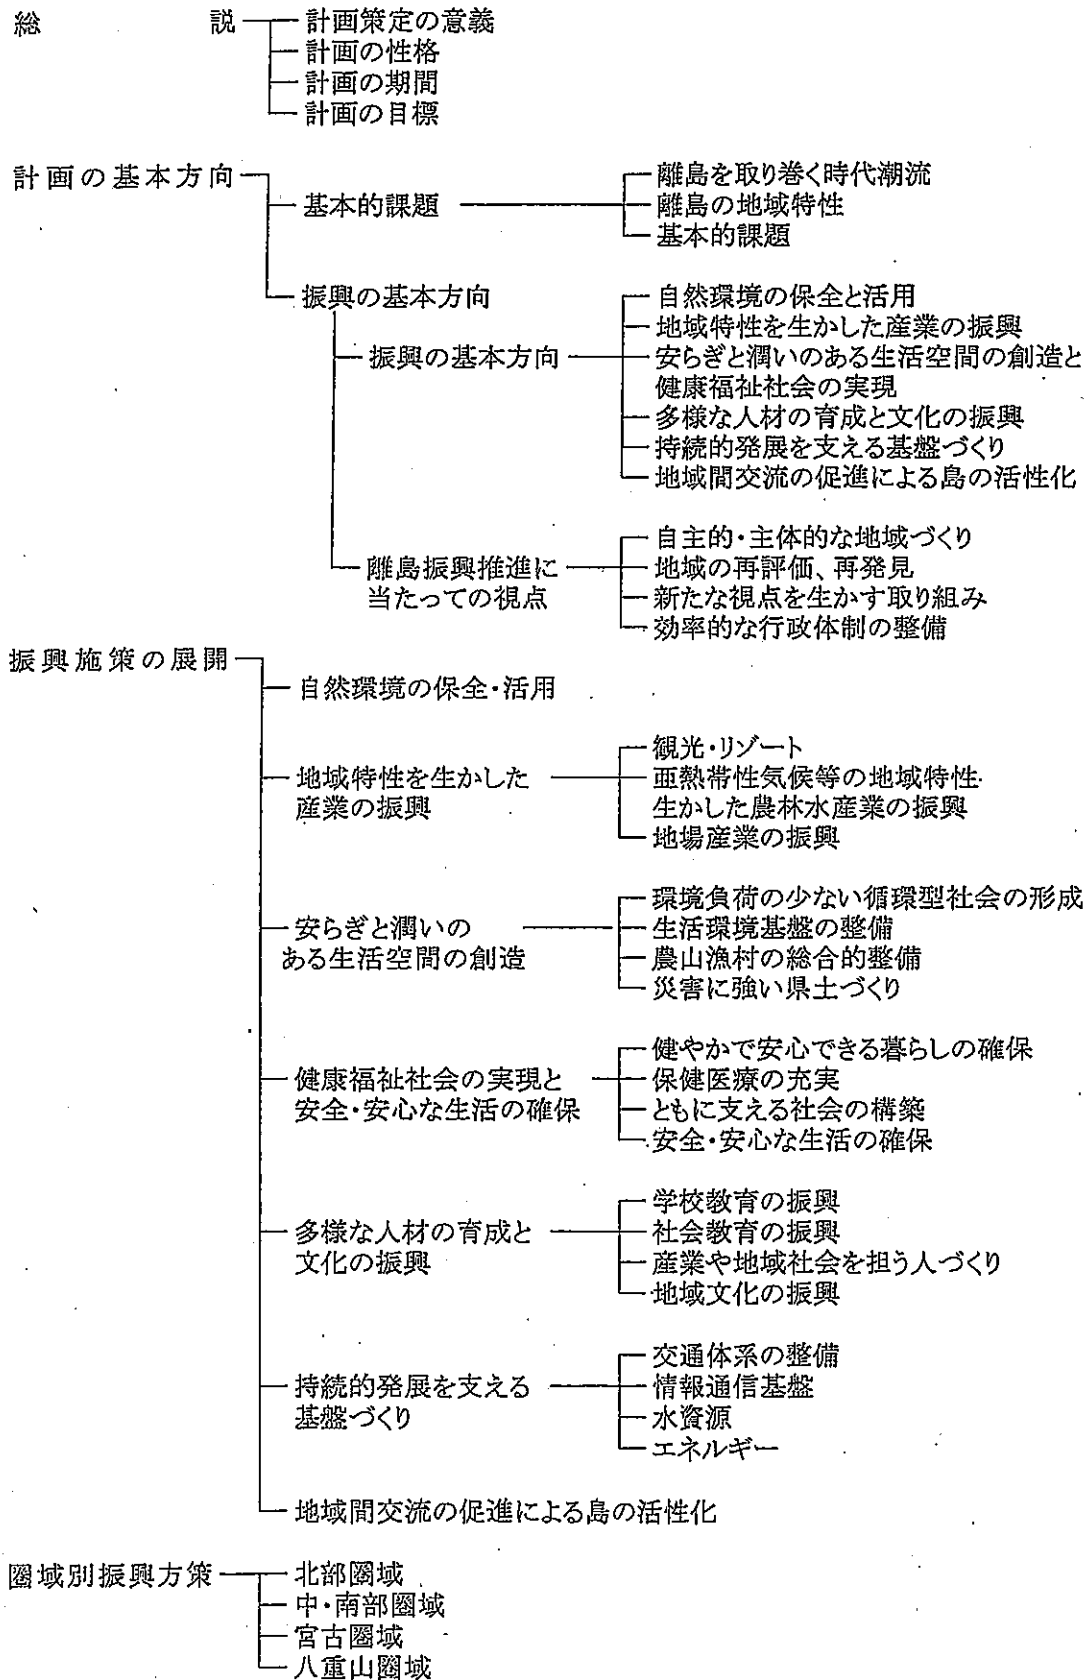 総説
計画策定の意義
計画の性格
計画の期間
計画の目標
計画の基本方向
基本的課題
離島を取り巻く時代潮流
離島の地域特性
基本的課題
振興の基本方向
振興の基本方向
自然環境の保全と活用
地域特性を生かした産業の振興
安らぎと潤いのある生活空間の創造と
健康福祉社会の実現
多様な人材の育成と文化の振興
持続的発展を支える基盤づくり
地域間交流の促進による島の活性化
離島振興推進に
当たっての視点
自主的・主体的な地域づくり
地域の再評価、再発見
新たな視点を生かす取り組み
効率的な行政体制の整備
振興施策の展開
自然環境の保全・活用
地域特性を生かした
産業の振興
観光・リゾート
亜熱帯性気候等の地域特性
生かした農林水産業の振興
地場産業の振興
安らぎと潤いの
ある生活空間の創造
環境負荷の少ない循環型社会の形成
生活環境基盤の整備
農山漁村の総合的整備
災害に強い県土づくり
健康福祉社会の実現と
安全・安心な生活の確保
健やかで安心できる暮らしの確保
保健医療の充実
ともに支える社会の構築
安全・安心な生活の確保
多様な人材の育成と
文化の振興
学校教育の振興
社会教育の振興
産業や地域社会を担う人づくり
地域文化の振興
持続的発展を支える
基盤づくり
交通体系の整備
情報通信基盤
水資源
エネルギー
地域間交流の促進による島の活性化
圏域別振興方策
北部圏域
中・南部圏域
宮古圏域
八重山圏域